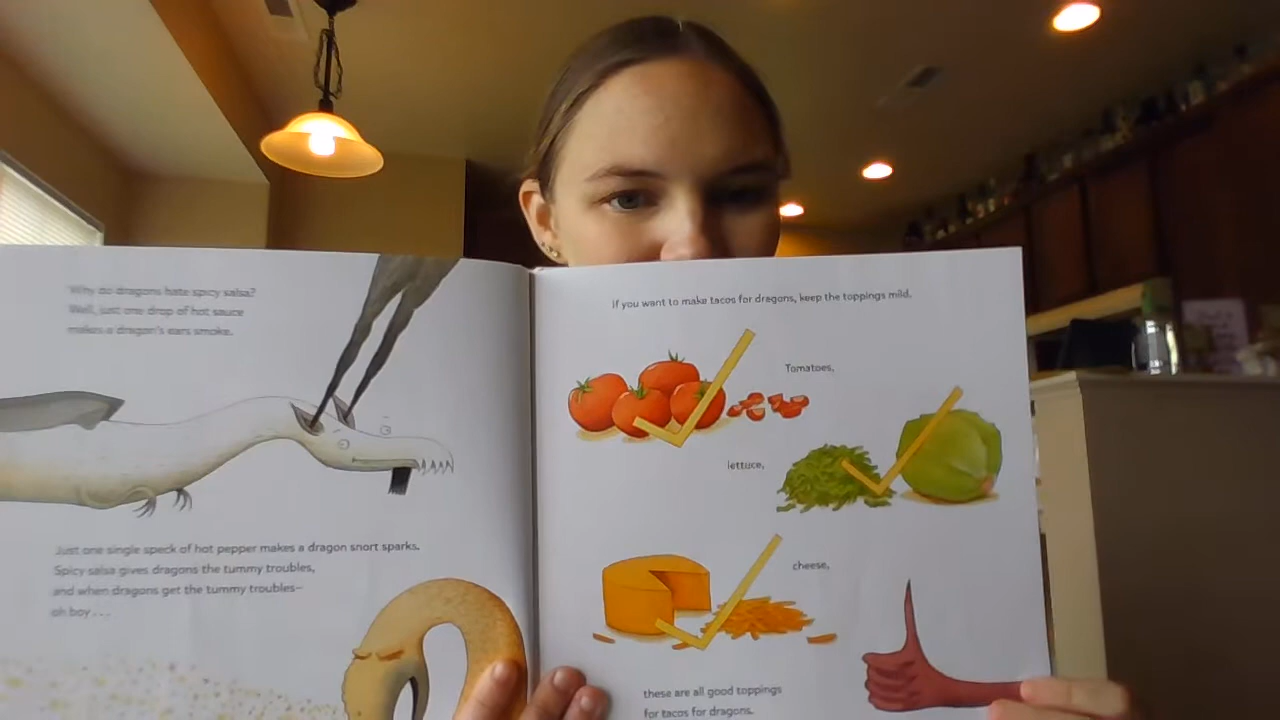 Why do dragons hate spicy salsa?
Well, just one drop of hot sauce
makes a dragon's ears smoke.
Just one single speck of hot pepper makes a dragon snort sparks.
Spicy salsa gives dragons the tummy troubles,
and when dragons get the tummy troubles—
oh boy . . .
If you want to make tacos for dragons, keep the toppings mild.
Tomatoes,
lettuce,
cheese,
these are all good toppings
for tacos for dragons.